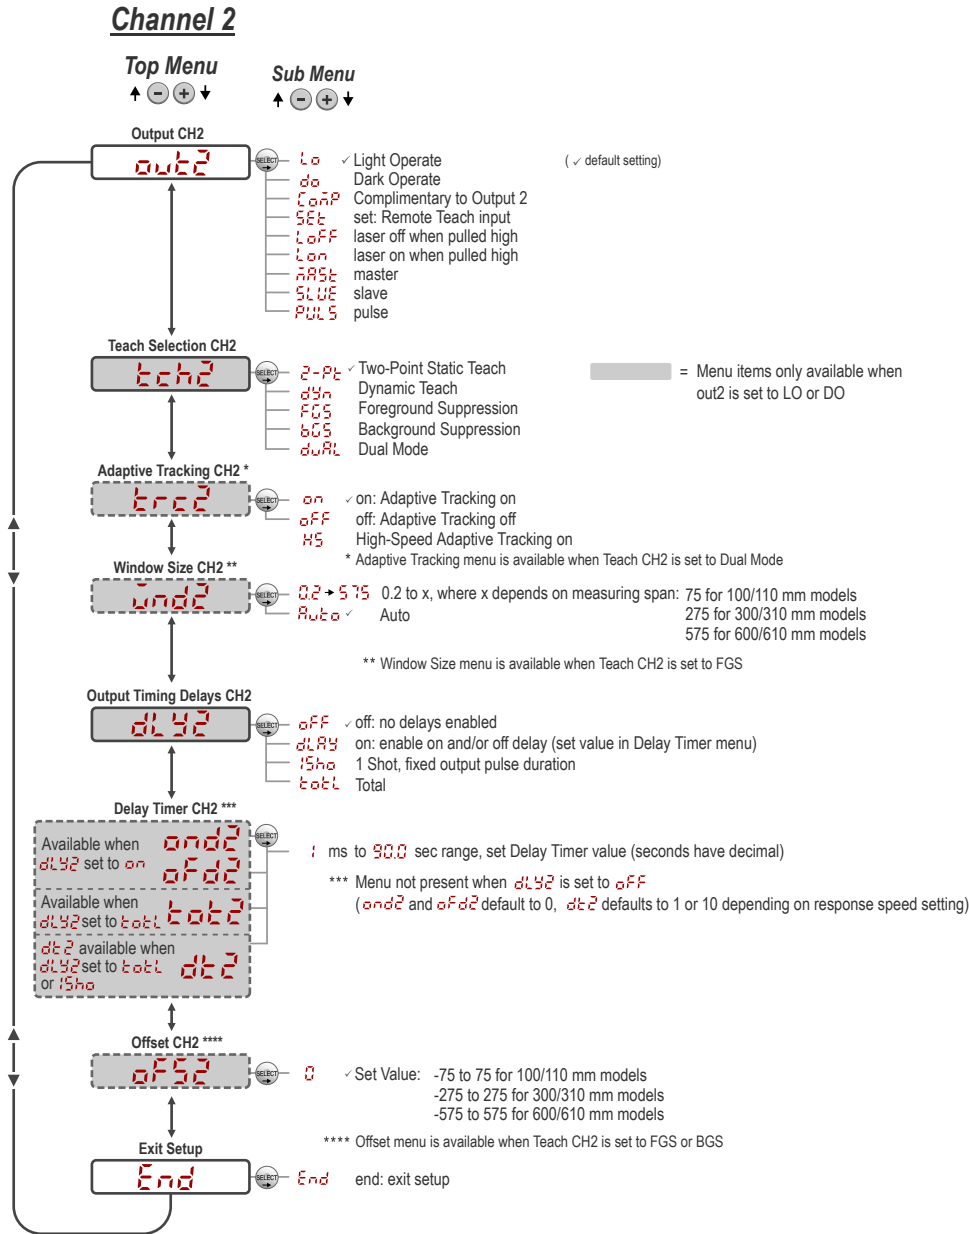 Channel 2
Top Menu
Sub Menu
- +
- +
Output CH2
out2
SELECT
Lo ✓ Light Operate
( ✓ default setting)
do Dark Operate
ComP Complimentary to Output 2
SEt set: Remote Teach input
LoFF laser off when pulled high
Lon laser on when pulled high
mASt master
SLVE slave
PULS pulse
Teach Selection CH2
tch2
SELECT
2-Pt ✓ Two-Point Static Teach
dYn Dynamic Teach
FGS Foreground Suppression
bGS Background Suppression
duAL Dual Mode
= Menu items only available when
out2 is set to LO or DO
Adaptive Tracking CH2 *
trc2
SELECT
on ✓ on: Adaptive Tracking on
oFF off: Adaptive Tracking off
HS High-Speed Adaptive Tracking on
* Adaptive Tracking menu is available when Teach CH2 is set to Dual Mode
Window Size CH2 **
wnd2
SELECT
0.2 → 575 0.2 to x, where x depends on measuring span: 75 for 100/110 mm models
Auto ✓ Auto
275 for 300/310 mm models
575 for 600/610 mm models
** Window Size menu is available when Teach CH2 is set to FGS
Output Timing Delays CH2
dLY2
SELECT
oFF ✓ off: no delays enabled
dLAY on: enable on and/or off delay (set value in Delay Timer menu)
1Sho 1 Shot, fixed output pulse duration
totL Total
Delay Timer CH2 ***
Available when
dLY2 set to on
ond2
oFd2
SELECT
1 ms to 90.0 sec range, set Delay Timer value (seconds have decimal)
*** Menu not present when dLY2 is set to oFF
(ond2 and oFd2 default to 0, dt2 defaults to 1 or 10 depending on response speed setting)
Available when
dLY2 set to totL
tot2
dt2 available when
dLY2 set to totL
or 1Sho
dt2
Offset CH2 ****
oFS2
SELECT
0 ✓ Set Value: -75 to 75 for 100/110 mm models
-275 to 275 for 300/310 mm models
-575 to 575 for 600/610 mm models
**** Offset menu is available when Teach CH2 is set to FGS or BGS
Exit Setup
End
SELECT
End end: exit setup